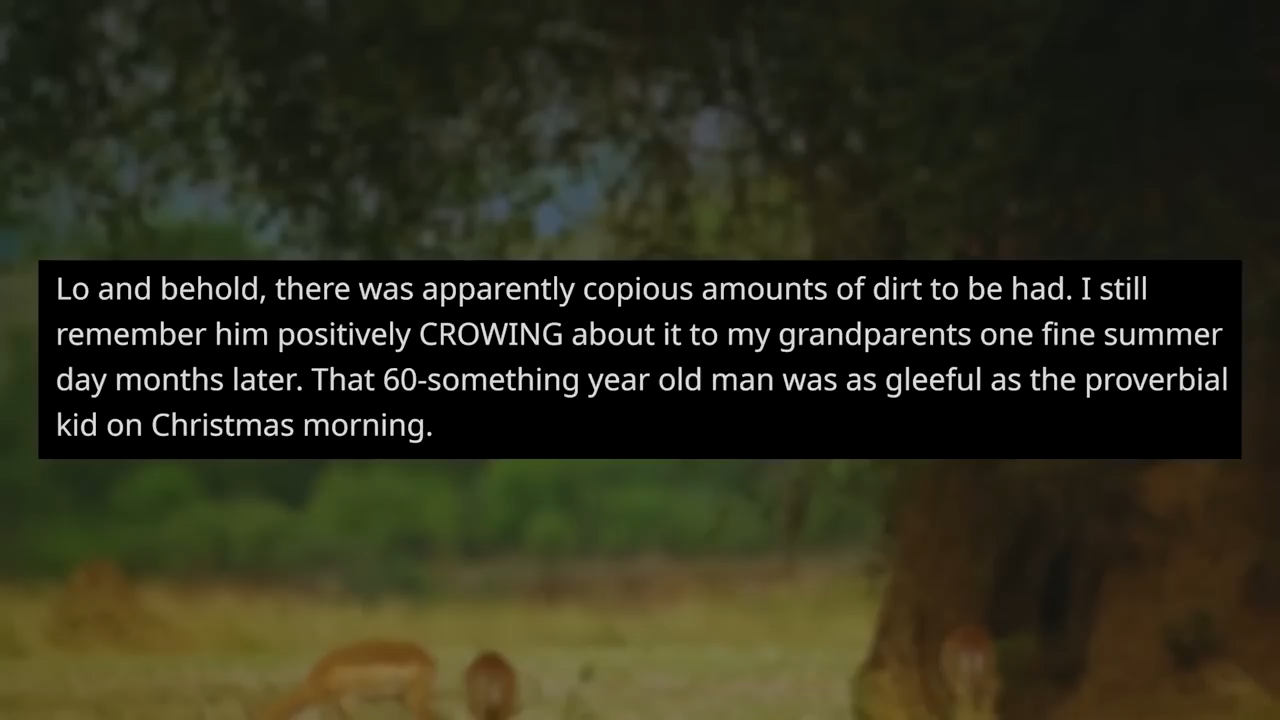 Lo and behold, there was apparently copious amounts of dirt to be had. I still
remember him positively CROWING about it to my grandparents one fine summer
day months later. That 60-something year old man was as gleeful as the proverbial
kid on Christmas morning.